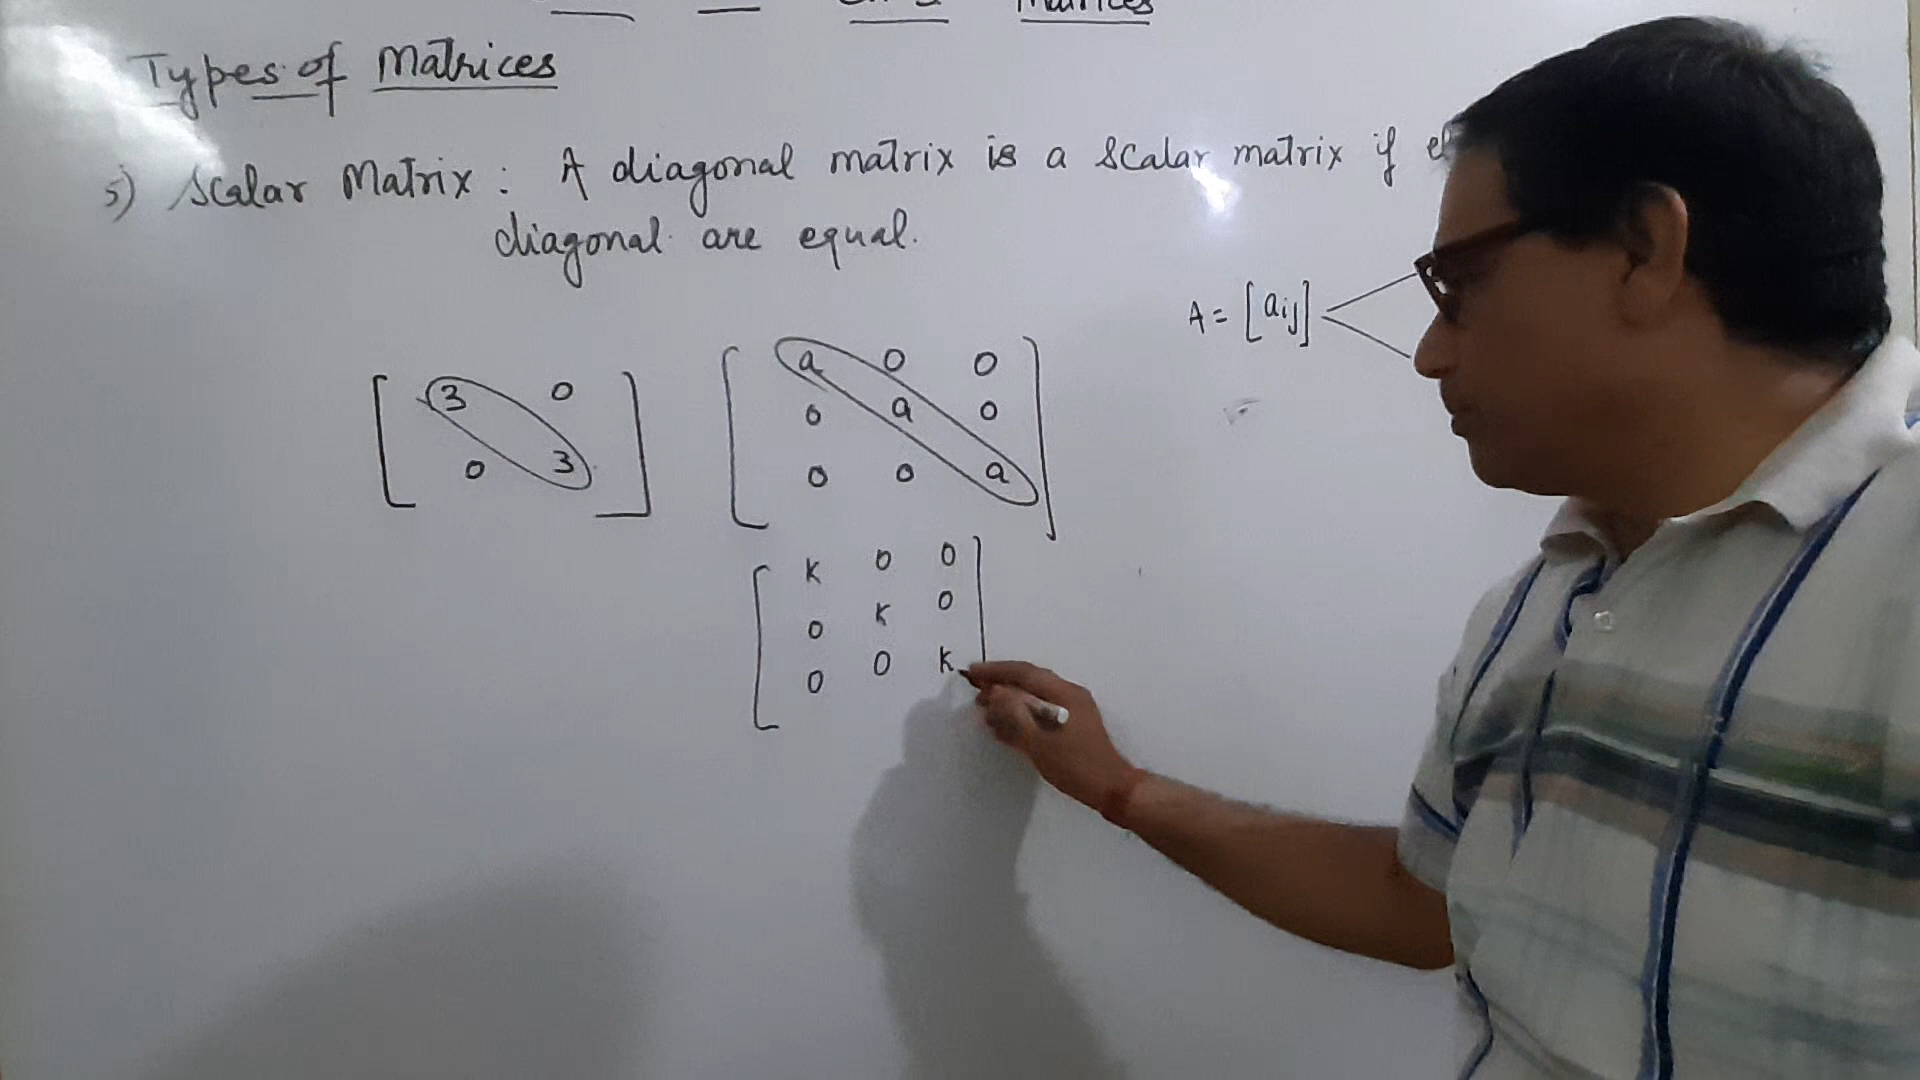 Matrices
Types of Matrices
5) Scalar Matrix : A diagonal matrix is a scalar matrix if
diagonal are equal.
A = [aij]
3 0
0 3
a 0 0
0 a 0
0 0 a
K 0 0
0 K 0
0 0 K